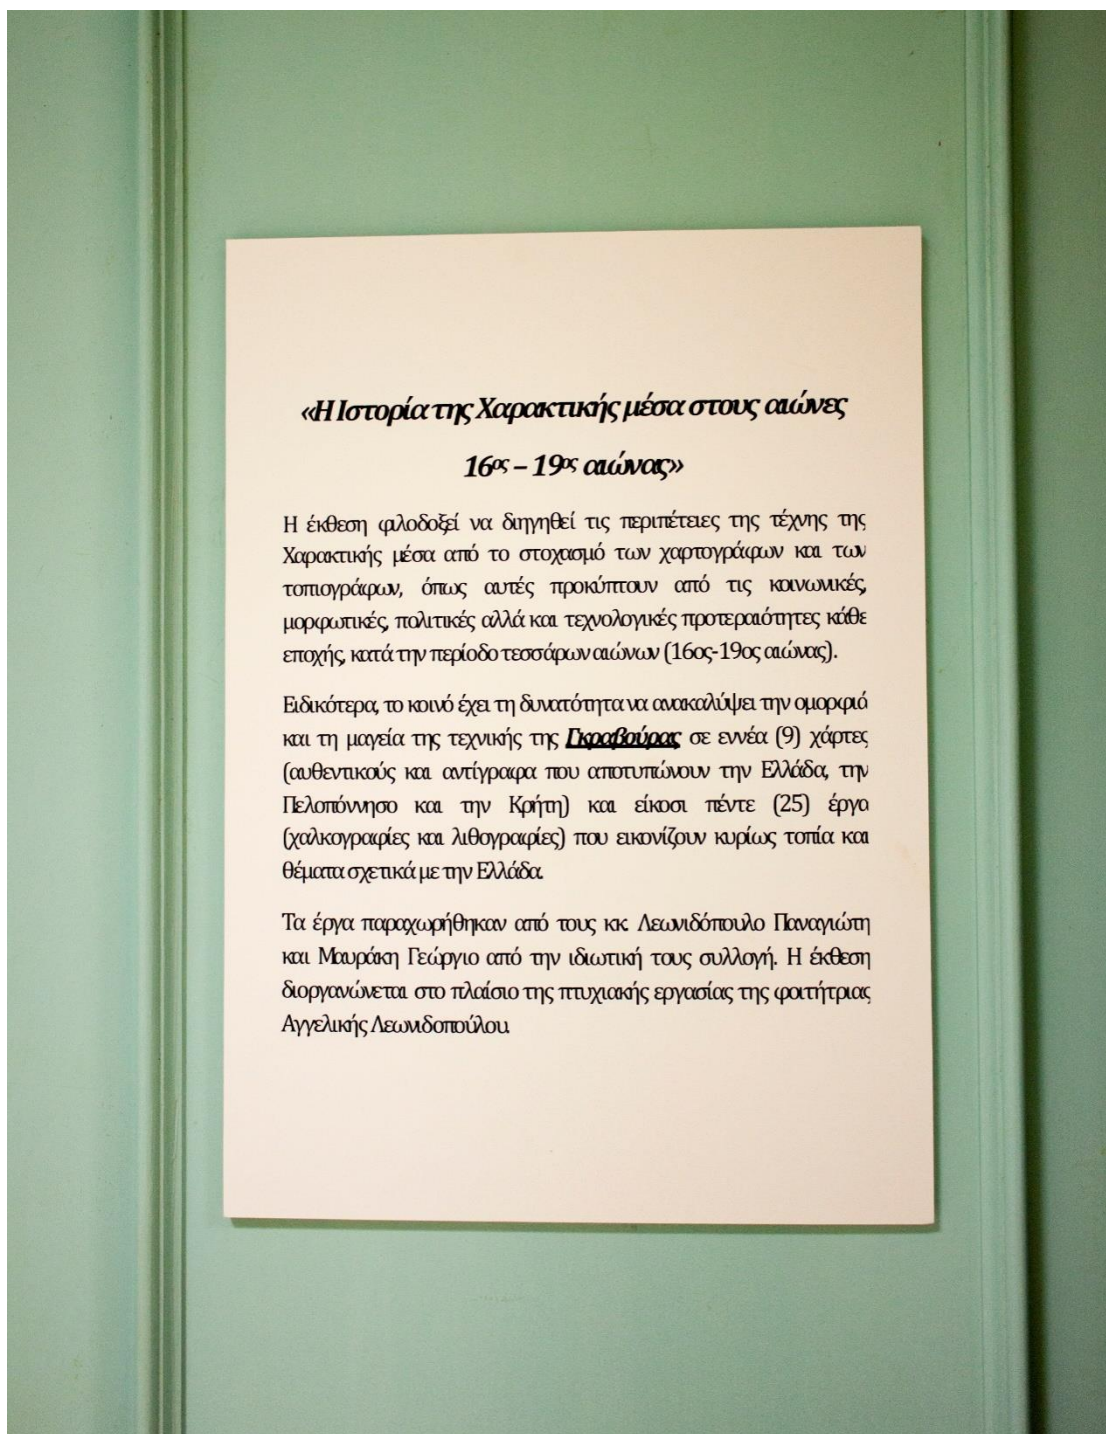 «Η Ιστορία της Χαρακτικής μέσα στους αιώνες
16ος – 19ος αιώνας»
Η έκθεση φιλοδοξεί να διηγηθεί τις περιπέτειες της τέχνης της
Χαρακτικής μέσα από το στοχασμό των χαρτογράφων και των
τοπιογράφων, όπως αυτές προκύπτουν από τις κοινωνικές,
μορφωτικές, πολιτικές αλλά και τεχνολογικές προτεραιότητες κάθε
εποχής, κατά την περίοδο τεσσάρων αιώνων (16ος-19ος αιώνας).
Ειδικότερα, το κοινό έχει τη δυνατότητα να ανακαλύψει την ομορφιά
και τη μαγεία της τεχνικής της Γκραβούρας σε εννέα (9) χάρτες
(αυθεντικούς και αντίγραφα που αποτυπώνουν την Ελλάδα, την
Πελοπόννησο και την Κρήτη) και είκοσι πέντε (25) έργα
(χαλκογραφίες και λιθογραφίες) που εικονίζουν κυρίως τοπία και
θέματα σχετικά με την Ελλάδα.
Τα έργα παραχωρήθηκαν από τους κκ. Λεωνιδόπουλο Παναγιώτη
και Μαυράκη Γεώργιο από την ιδιωτική τους συλλογή. Η έκθεση
διοργανώνεται στο πλαίσιο της πτυχιακής εργασίας της φοιτήτριας
Αγγελικής Λεωνιδοπούλου.